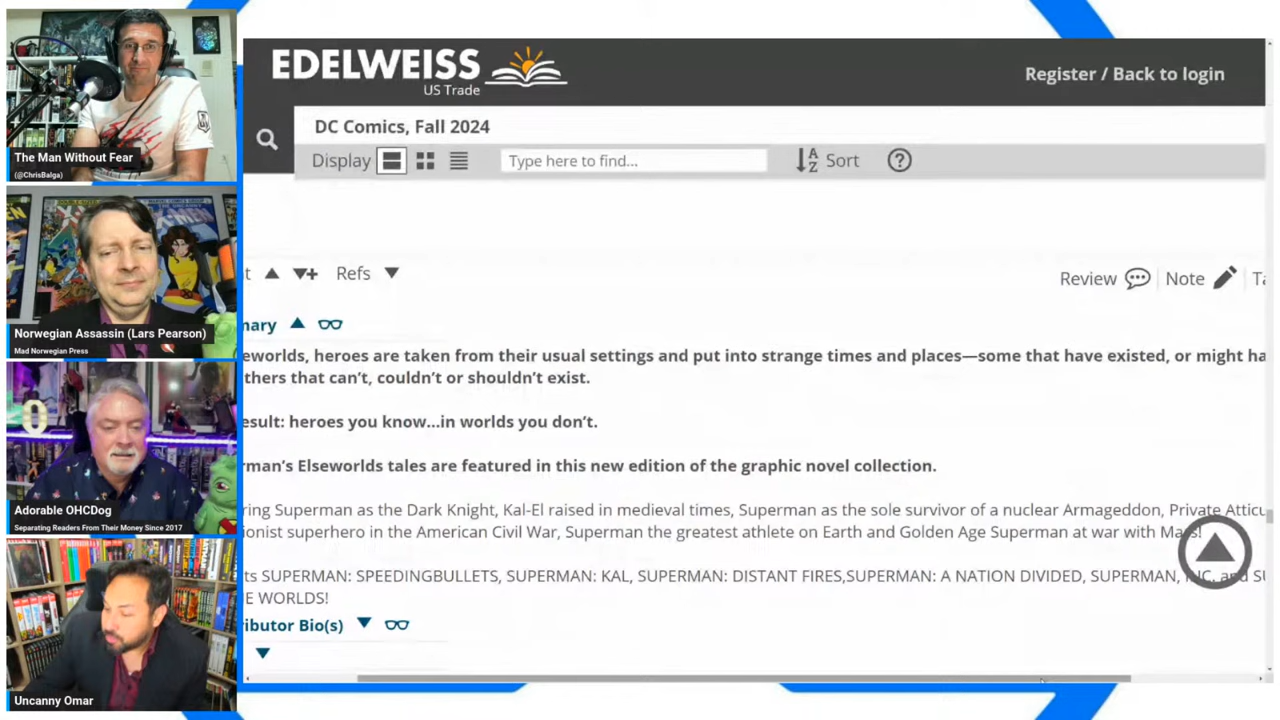 The Man Without Fear
(@ChrisBalga)
Norwegian Assassin (Lars Pearson)
Mad Norwegian Press
Adorable OHCDog
Separating Readers From Their Money Since 2017
Uncanny Omar
EDELWEISS
US Trade
Register / Back to login
DC Comics, Fall 2024
Display
Type here to find...
A
Z
Sort
?
t
Refs
Review
Note
Ta
mary
eworlds, heroes are taken from their usual settings and put into strange times and places—some that have existed, or might ha
thers that can't, couldn't or shouldn't exist.
esult: heroes you know...in worlds you don't.
rman's Elseworlds tales are featured in this new edition of the graphic novel collection.
ring Superman as the Dark Knight, Kal-El raised in medieval times, Superman as the sole survivor of a nuclear Armageddon, Private Atticu
ionist superhero in the American Civil War, Superman the greatest athlete on Earth and Golden Age Superman at war with Mars!
ts SUPERMAN: SPEEDINGBULLETS, SUPERMAN: KAL, SUPERMAN: DISTANT FIRES,SUPERMAN: A NATION DIVIDED, SUPERMAN, INC. and SU
E WORLDS!
ributor Bio(s)